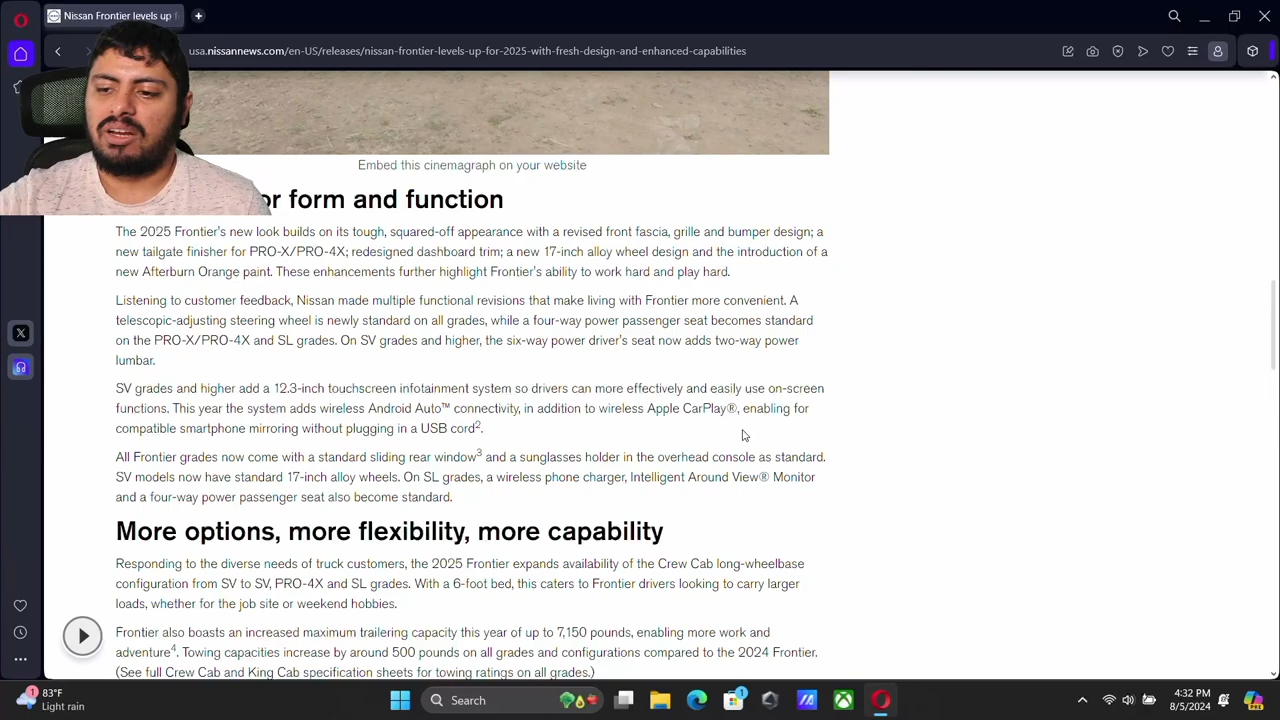 Nissan Frontier levels up f
usa.nissannews.com/en-US/releases/nissan-frontier-levels-up-for-2025-with-fresh-design-and-enhanced-capabilities
Embed this cinemagraph on your website
or form and function
The 2025 Frontier's new look builds on its tough, squared-off appearance with a revised front fascia, grille and bumper design; a
new tailgate finisher for PRO-X/PRO-4X; redesigned dashboard trim; a new 17-inch alloy wheel design and the introduction of a
new Afterburn Orange paint. These enhancements further highlight Frontier's ability to work hard and play hard.
Listening to customer feedback, Nissan made multiple functional revisions that make living with Frontier more convenient. A
telescopic-adjusting steering wheel is newly standard on all grades, while a four-way power passenger seat becomes standard
on the PRO-X/PRO-4X and SL grades. On SV grades and higher, the six-way power driver's seat now adds two-way power
lumbar.
SV grades and higher add a 12.3-inch touchscreen infotainment system so drivers can more effectively and easily use on-screen
functions. This year the system adds wireless Android Auto™ connectivity, in addition to wireless Apple CarPlay®, enabling for
compatible smartphone mirroring without plugging in a USB cord².
All Frontier grades now come with a standard sliding rear window³ and a sunglasses holder in the overhead console as standard.
SV models now have standard 17-inch alloy wheels. On SL grades, a wireless phone charger, Intelligent Around View® Monitor
and a four-way power passenger seat also become standard.
More options, more flexibility, more capability
Responding to the diverse needs of truck customers, the 2025 Frontier expands availability of the Crew Cab long-wheelbase
configuration from SV to SV, PRO-4X and SL grades. With a 6-foot bed, this caters to Frontier drivers looking to carry larger
loads, whether for the job site or weekend hobbies.
Frontier also boasts an increased maximum trailering capacity this year of up to 7,150 pounds, enabling more work and
adventure⁴. Towing capacities increase by around 500 pounds on all grades and configurations compared to the 2024 Frontier.
(See full Crew Cab and King Cab specification sheets for towing ratings on all grades.)
1
83°F
Light rain
Search
1
4:32 PM
8/5/2024